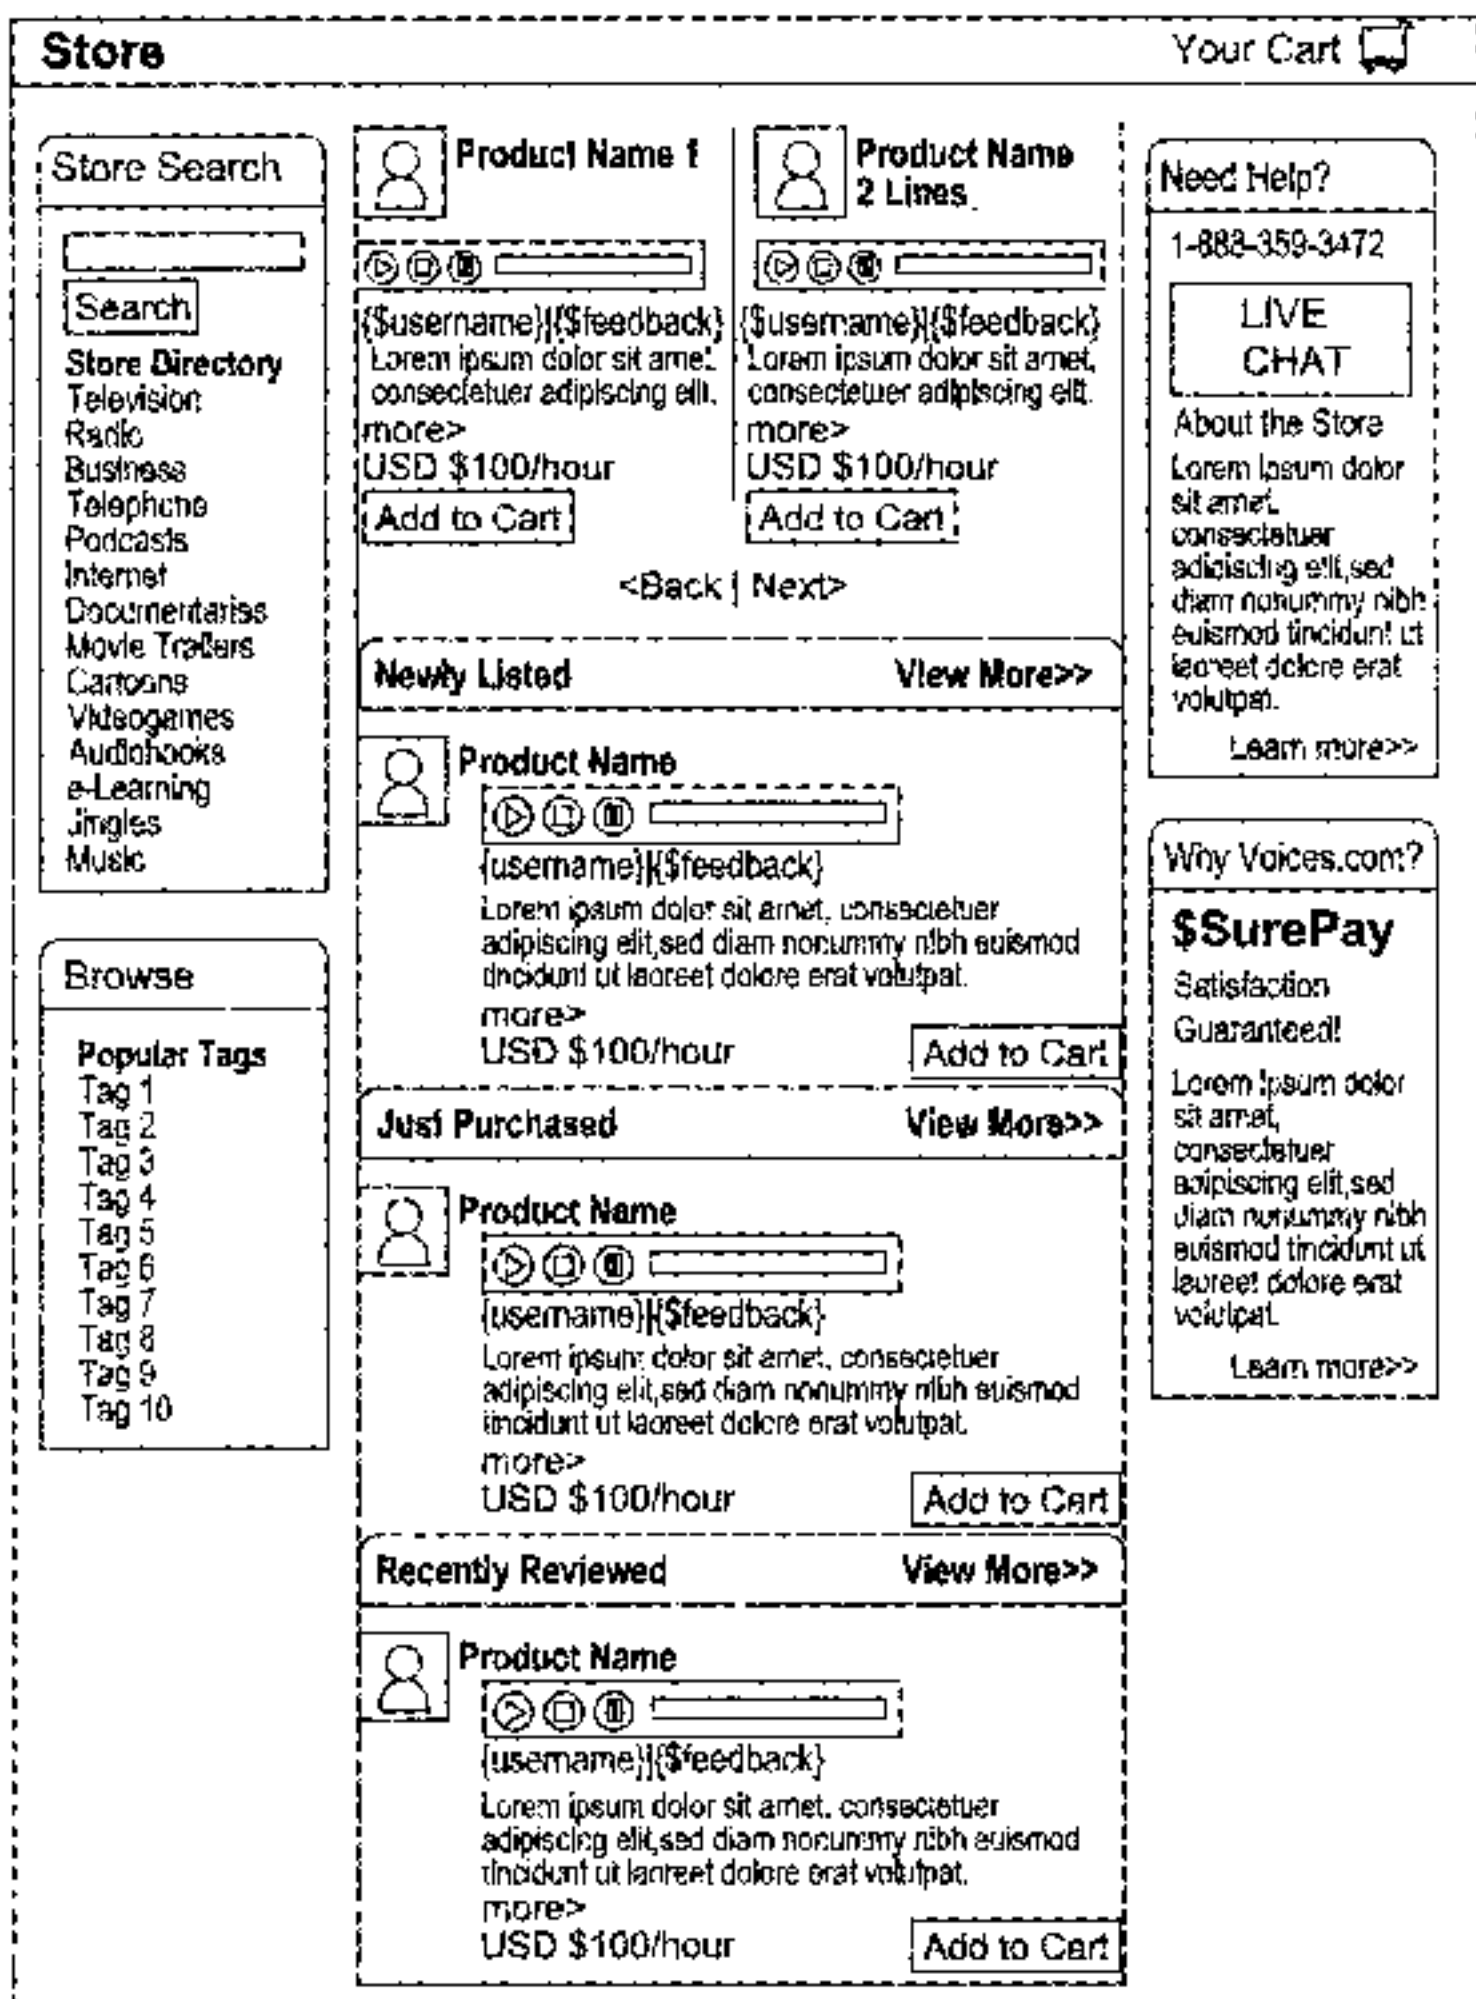 Store
Your Cart
Store Search
Search
Store Directory
Television
Radio
Business
Telephone
Podcasts
Internet
Documentaries
Movie Trailers
Cartoons
Videogames
Audiobooks
e-Learning
Jingles
Music
Browse
Popular Tags
Tag 1
Tag 2
Tag 3
Tag 4
Tag 5
Tag 6
Tag 7
Tag 8
Tag 9
Tag 10
Product Name 1
{$username}|{$feedback}
Lorem ipsum dolor sit amet,
consectetuer adipiscing elit.
more>
USD $100/hour
Add to Cart
Product Name
2 Lines
{$username}|{$feedback}
Lorem ipsum dolor sit amet,
consectetuer adipiscing elit.
more>
USD $100/hour
Add to Cart
<Back | Next>
Newly Listed
View More>>
Product Name
{username}|{$feedback}
Lorem ipsum dolor sit amet, consectetuer
adipiscing elit,sed diam nonummy nibh euismod
tincidunt ut laoreet dolore erat volutpat.
more>
USD $100/hour
Add to Cart
Just Purchased
View More>>
Product Name
{username}|{$feedback}
Lorem ipsum dolor sit amet, consectetuer
adipiscing elit,sed diam nonummy nibh euismod
tincidunt ut laoreet dolore erat volutpat.
more>
USD $100/hour
Add to Cart
Recently Reviewed
View More>>
Product Name
{username}|{$feedback}
Lorem ipsum dolor sit amet, consectetuer
adipiscing elit,sed diam nonummy nibh euismod
tincidunt ut laoreet dolore erat volutpat.
more>
USD $100/hour
Add to Cart
Need Help?
1-888-359-3472
LIVE
CHAT
About the Store
Lorem ipsum dolor
sit amet,
consectetuer
adipiscing elit,sed
diam nonummy nibh
euismod tincidunt ut
laoreet dolore erat
volutpat.
Learn more>>
Why Voices.com?
$SurePay
Satisfaction
Guaranteed!
Lorem ipsum dolor
sit amet,
consectetuer
adipiscing elit,sed
diam nonummy nibh
euismod tincidunt ut
laoreet dolore erat
volutpat.
Learn more>>